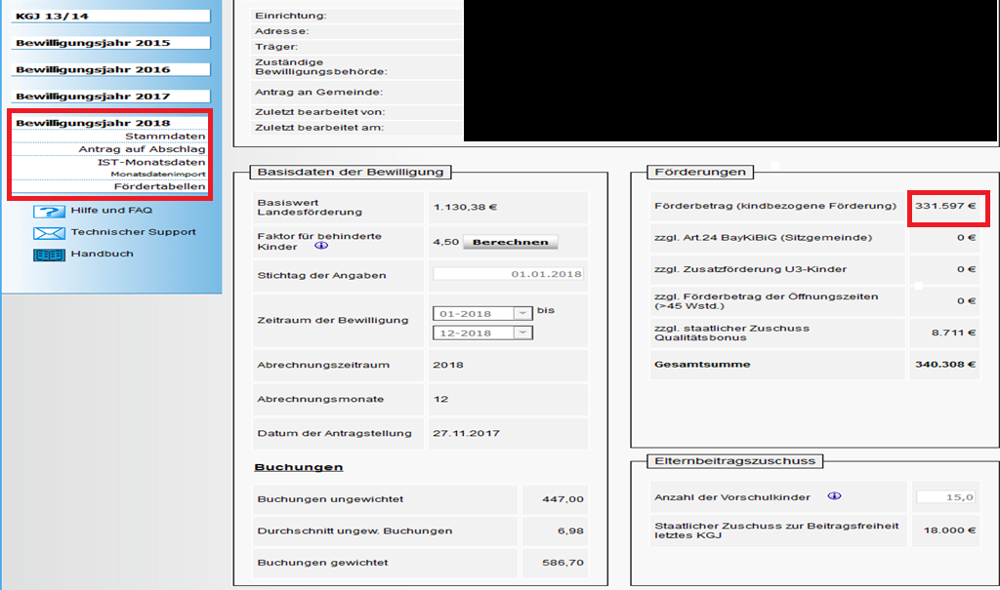 KGJ 13/14
Bewilligungsjahr 2015
Bewilligungsjahr 2016
Bewilligungsjahr 2017
Bewilligungsjahr 2018
Stammdaten
Antrag auf Abschlag
IST-Monatsdaten
Monatsdatenimport
Fördertabellen
Hilfe und FAQ
Technischer Support
Handbuch
Einrichtung:
Adresse:
Träger:
Zuständige
Bewilligungsbehörde:
Antrag an Gemeinde:
Zuletzt bearbeitet von:
Zuletzt bearbeitet am:
Basisdaten der Bewilligung
Basiswert
Landesförderung 1.130,38 €
Faktor für behinderte
Kinder 4,50 Berechnen
Stichtag der Angaben 01.01.2018
Zeitraum der Bewilligung 01-2018 bis
12-2018
Abrechnungszeitraum 2018
Abrechnungsmonate 12
Datum der Antragstellung 27.11.2017
Buchungen
Buchungen ungewichtet 447,00
Durchschnitt ungew. Buchungen 6,98
Buchungen gewichtet 586,70
Förderungen
Förderbetrag (kindbezogene Förderung) 331.597 €
zzgl. Art.24 BayKiBiG (Sitzgemeinde) 0 €
zzgl. Zusatzförderung U3-Kinder 0 €
zzgl. Förderbetrag der Öffnungszeiten
(>45 Wstd.) 0 €
zzgl. staatlicher Zuschuss
Qualitätsbonus 8.711 €
Gesamtsumme 340.308 €
Elternbeitragszuschuss
Anzahl der Vorschulkinder 15,0
Staatlicher Zuschuss zur Beitragsfreiheit
letztes KGJ 18.000 €